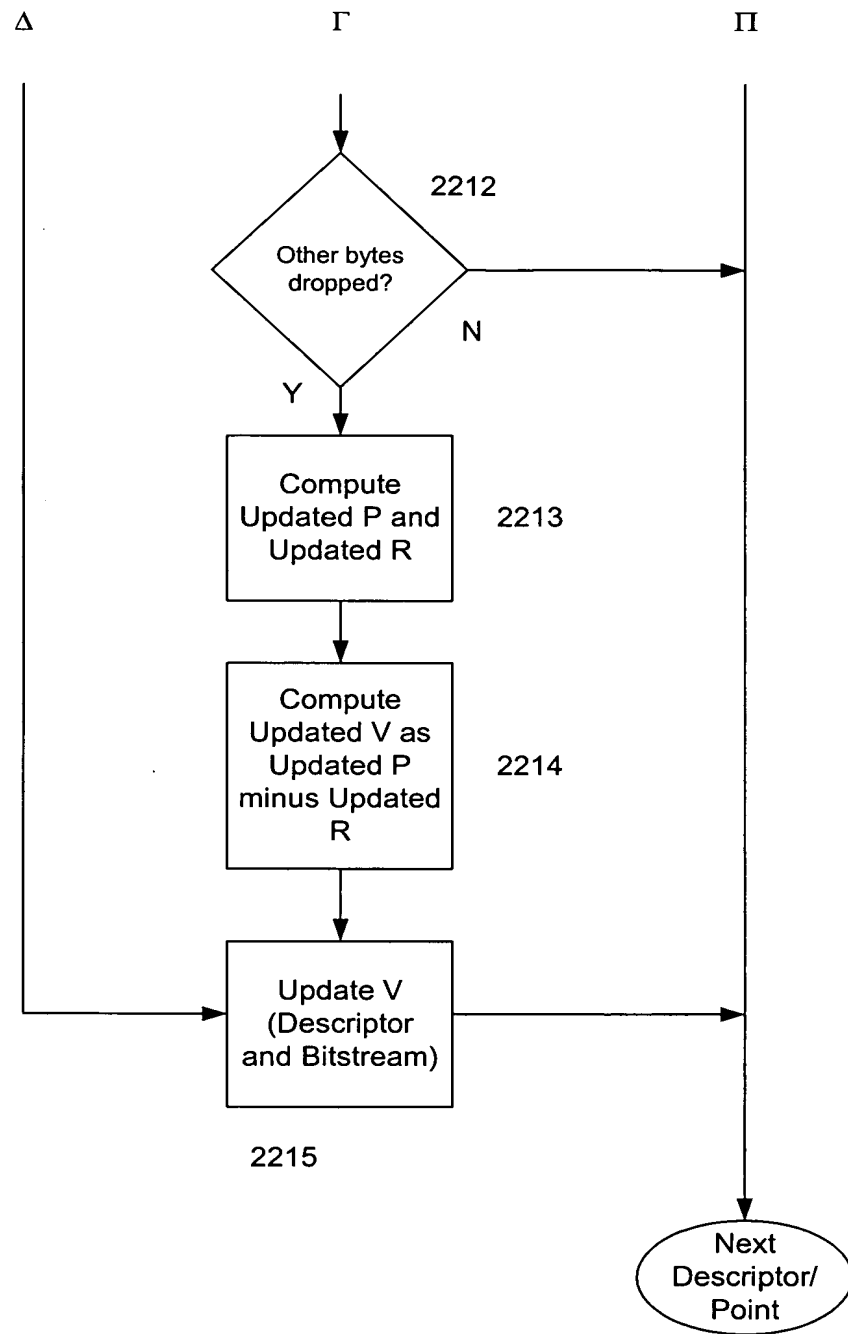 Δ Γ Π
2212
Other bytes
dropped?
N
Y
Compute
Updated P and
Updated R
2213
Compute
Updated V as
Updated P
minus Updated
R
2214
Update V
(Descriptor
and Bitstream)
2215
Next
Descriptor/
Point